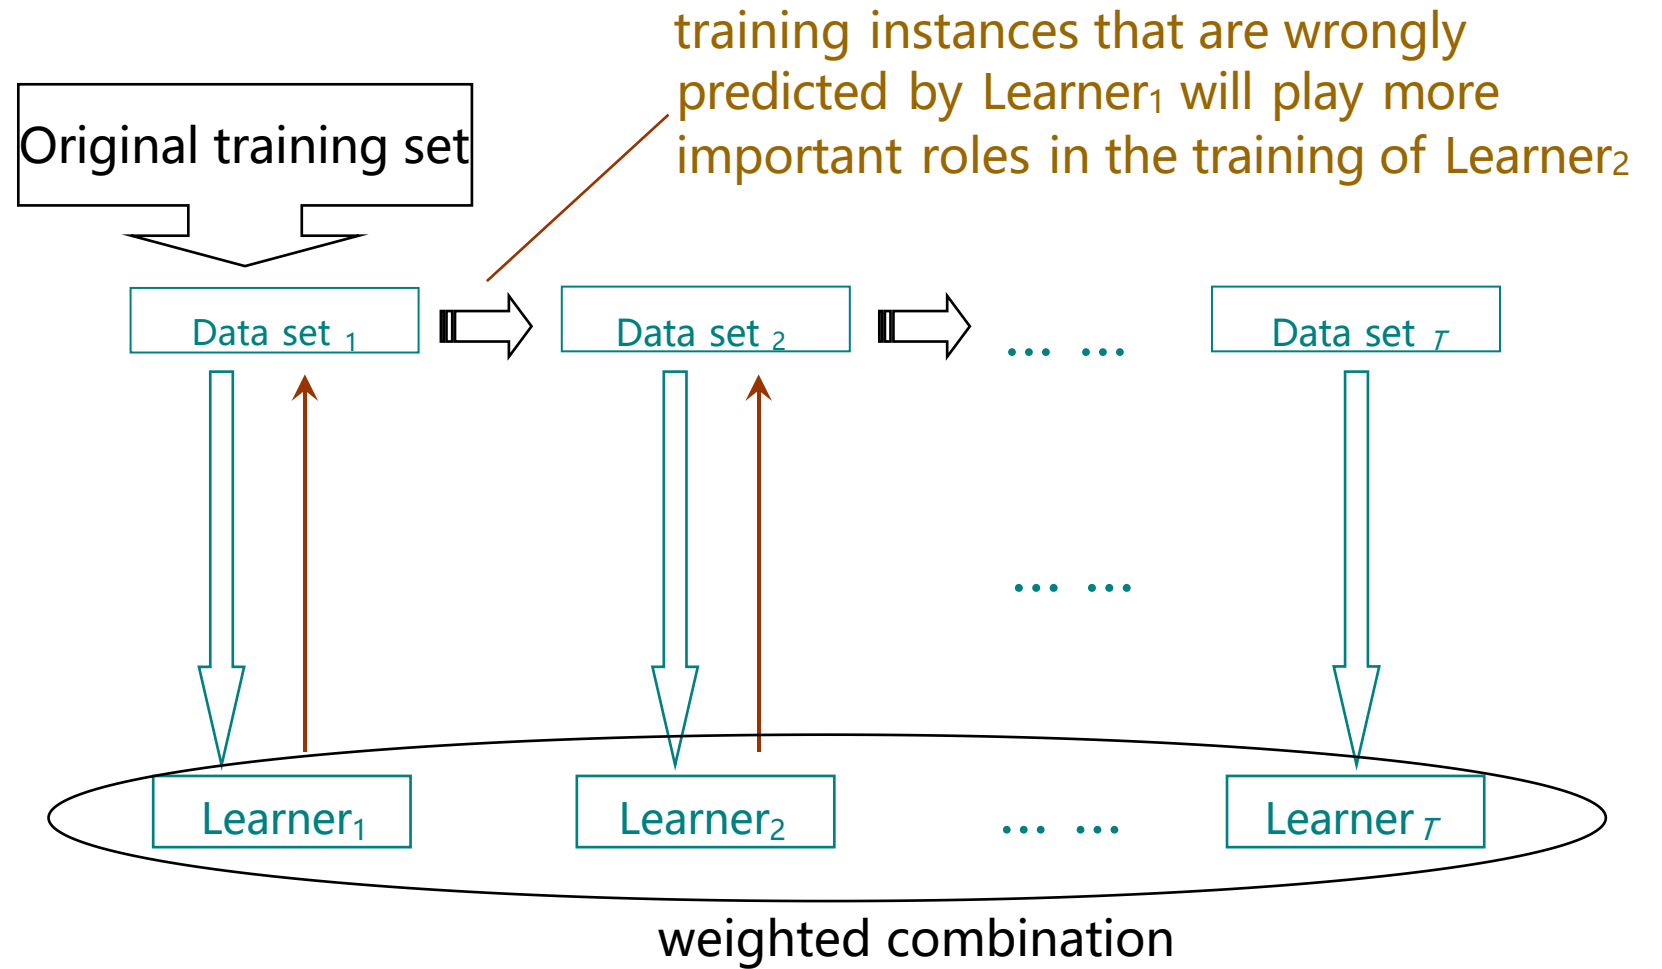 training instances that are wrongly
predicted by Learner₁ will play more
important roles in the training of Learner₂
Original training set
Data set ₁
Data set ₂
... ...
Data set T
... ...
Learner₁
Learner₂
... ...
Learner T
weighted combination